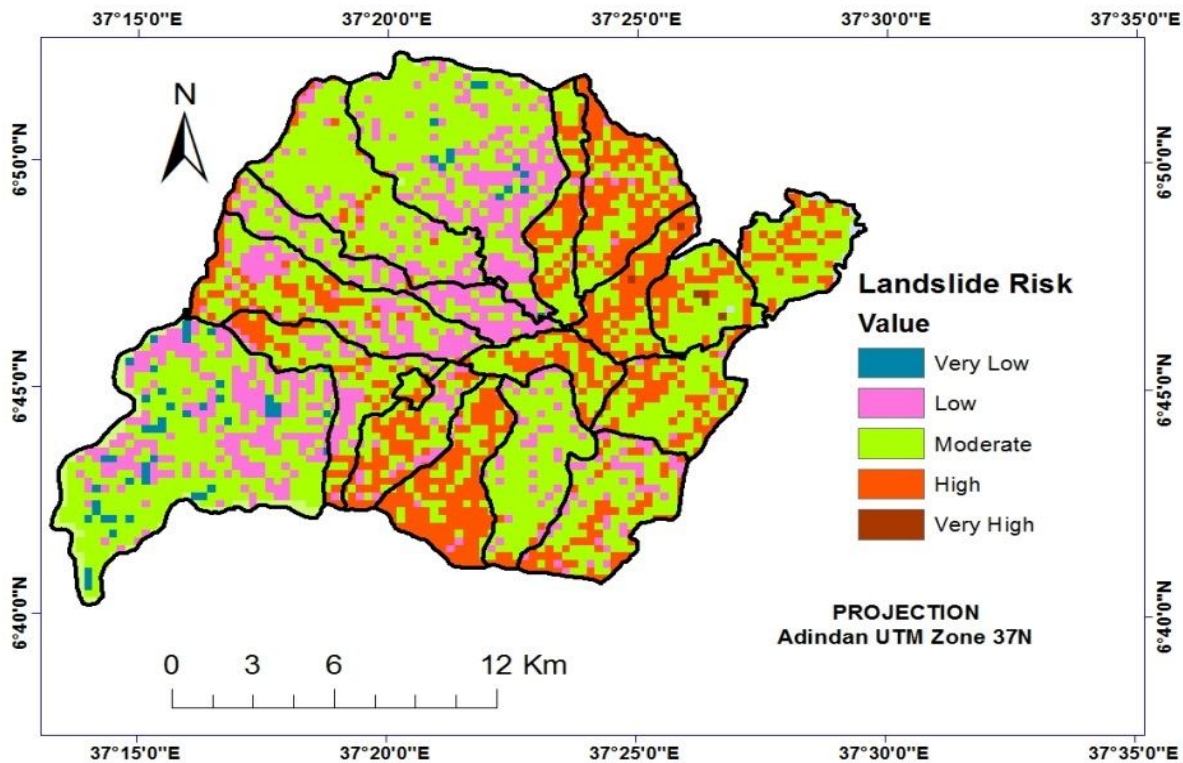 37°15'0"E 37°20'0"E 37°25'0"E 37°30'0"E 37°35'0"E
N
6°50'0"N 6°50'0"N
Landslide Risk
Value
Very Low
Low
6°45'0"N 6°45'0"N
Moderate
High
Very High
6°40'0"N 6°40'0"N
PROJECTION
Adindan UTM Zone 37N
0 3 6 12 Km
37°15'0"E 37°20'0"E 37°25'0"E 37°30'0"E 37°35'0"E